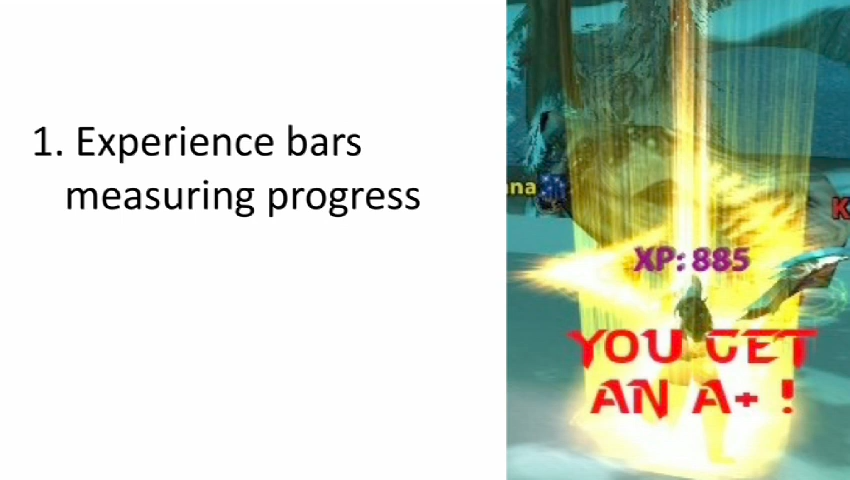 1. Experience bars
measuring progress
XP: 885
YOU GET
AN A+ !